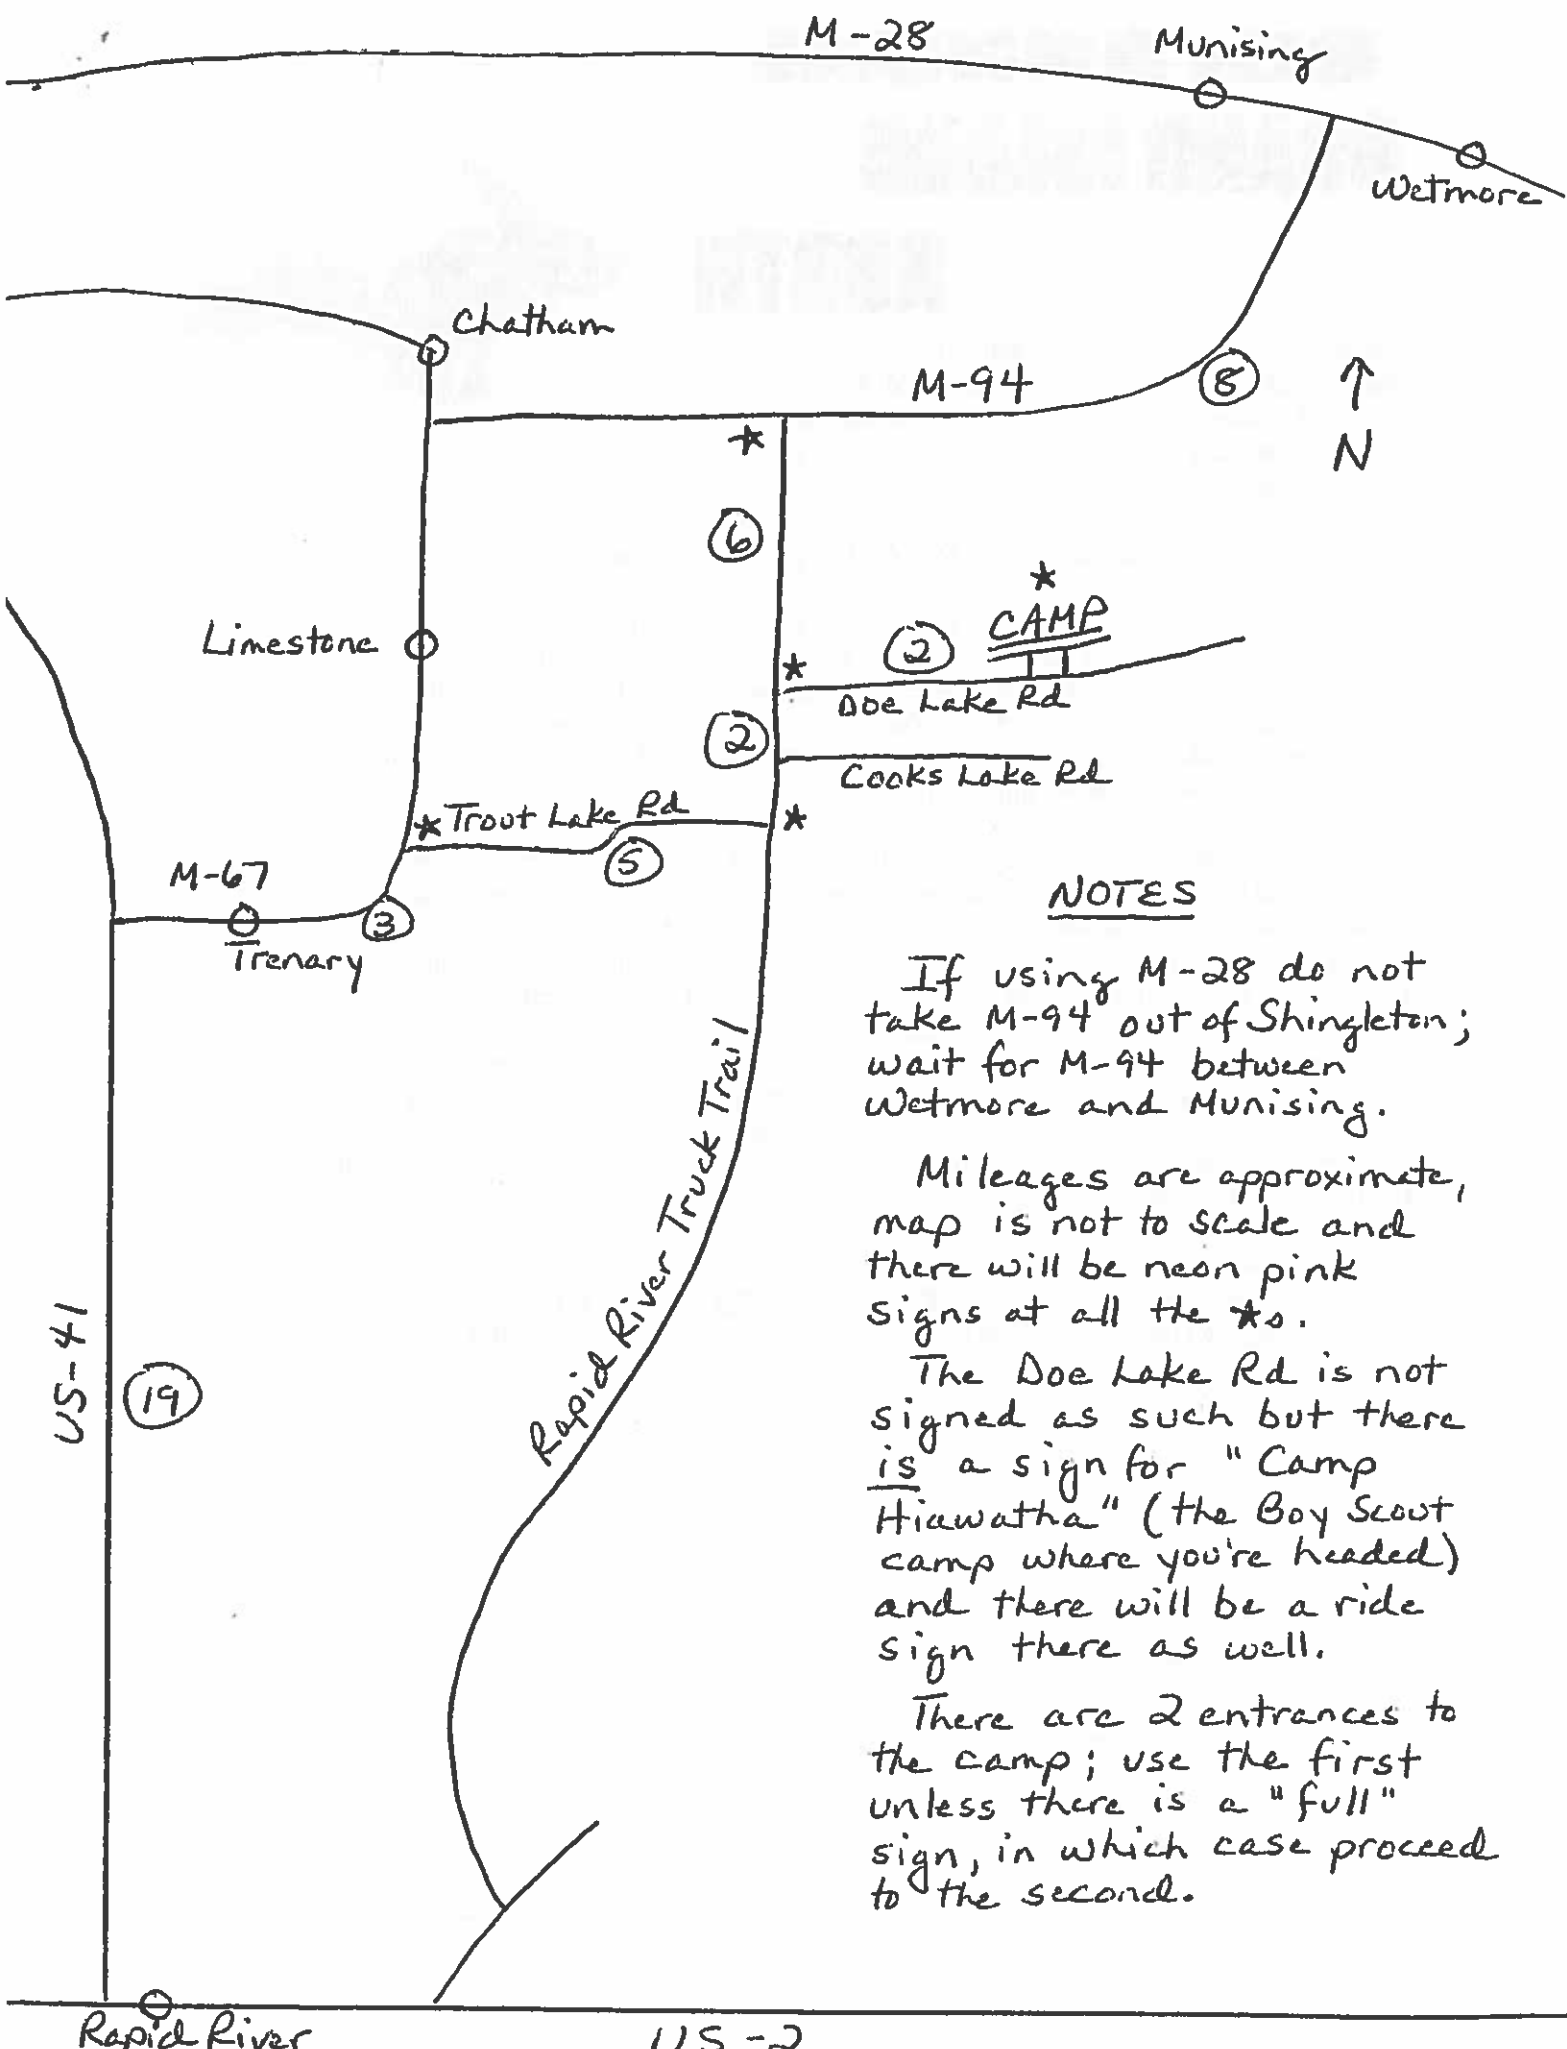 M-28
Munising
Wetmore
Chatham
M-94
8
↑
N
★
6
★
CAMP
Limestone
2
★
Doe Lake Rd
2
Cooks Lake Rd
★ Trout Lake Rd
★
5
M-67
3
Trenary
Rapid River Truck Trail
US-41
19
NOTES
If using M-28 do not
take M-94 out of Shingleton;
wait for M-94 between
Wetmore and Munising.
Mileages are approximate,
map is not to scale and
there will be neon pink
signs at all the ★s.
The Doe Lake Rd is not
signed as such but there
is a sign for "Camp
Hiawatha" (the Boy Scout
camp where you're headed)
and there will be a ride
sign there as well.
There are 2 entrances to
the camp; use the first
unless there is a "full"
sign, in which case proceed
to the second.
Rapid River
US-2